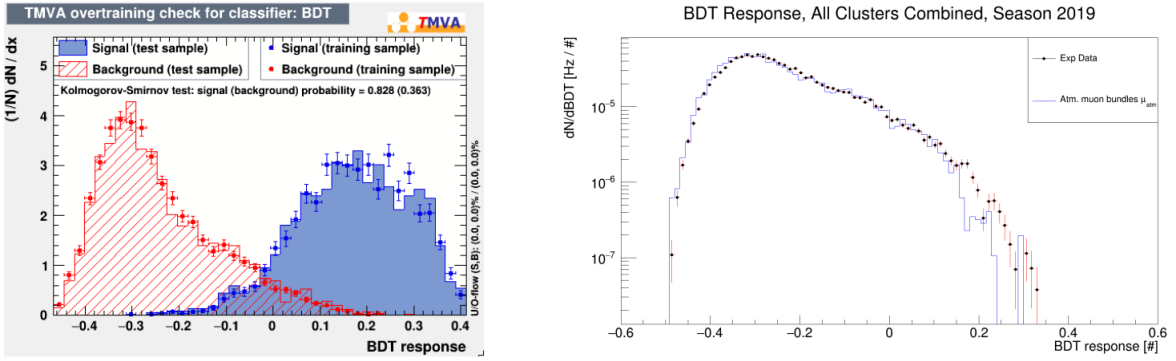 TMVA overtraining check for classifier: BDT
TMVA
(1/N) dN / dx
Signal (test sample)
Background (test sample)
Signal (training sample)
Background (training sample)
Kolmogorov-Smirnov test: signal (background) probability = 0.828 (0.363)
5
4
3
2
1
0
−0.4 −0.3 −0.2 −0.1 0 0.1 0.2 0.3 0.4
BDT response
U/O-flow (S,B): (0.0, 0.0)% / (0.0, 0.0)%
BDT Response, All Clusters Combined, Season 2019
dN/dBDT [Hz / #]
Exp Data
Atm. muon bundles μatm
10−5
10−6
10−7
−0.6 −0.4 −0.2 0 0.2 0.4 0.6
BDT response [#]